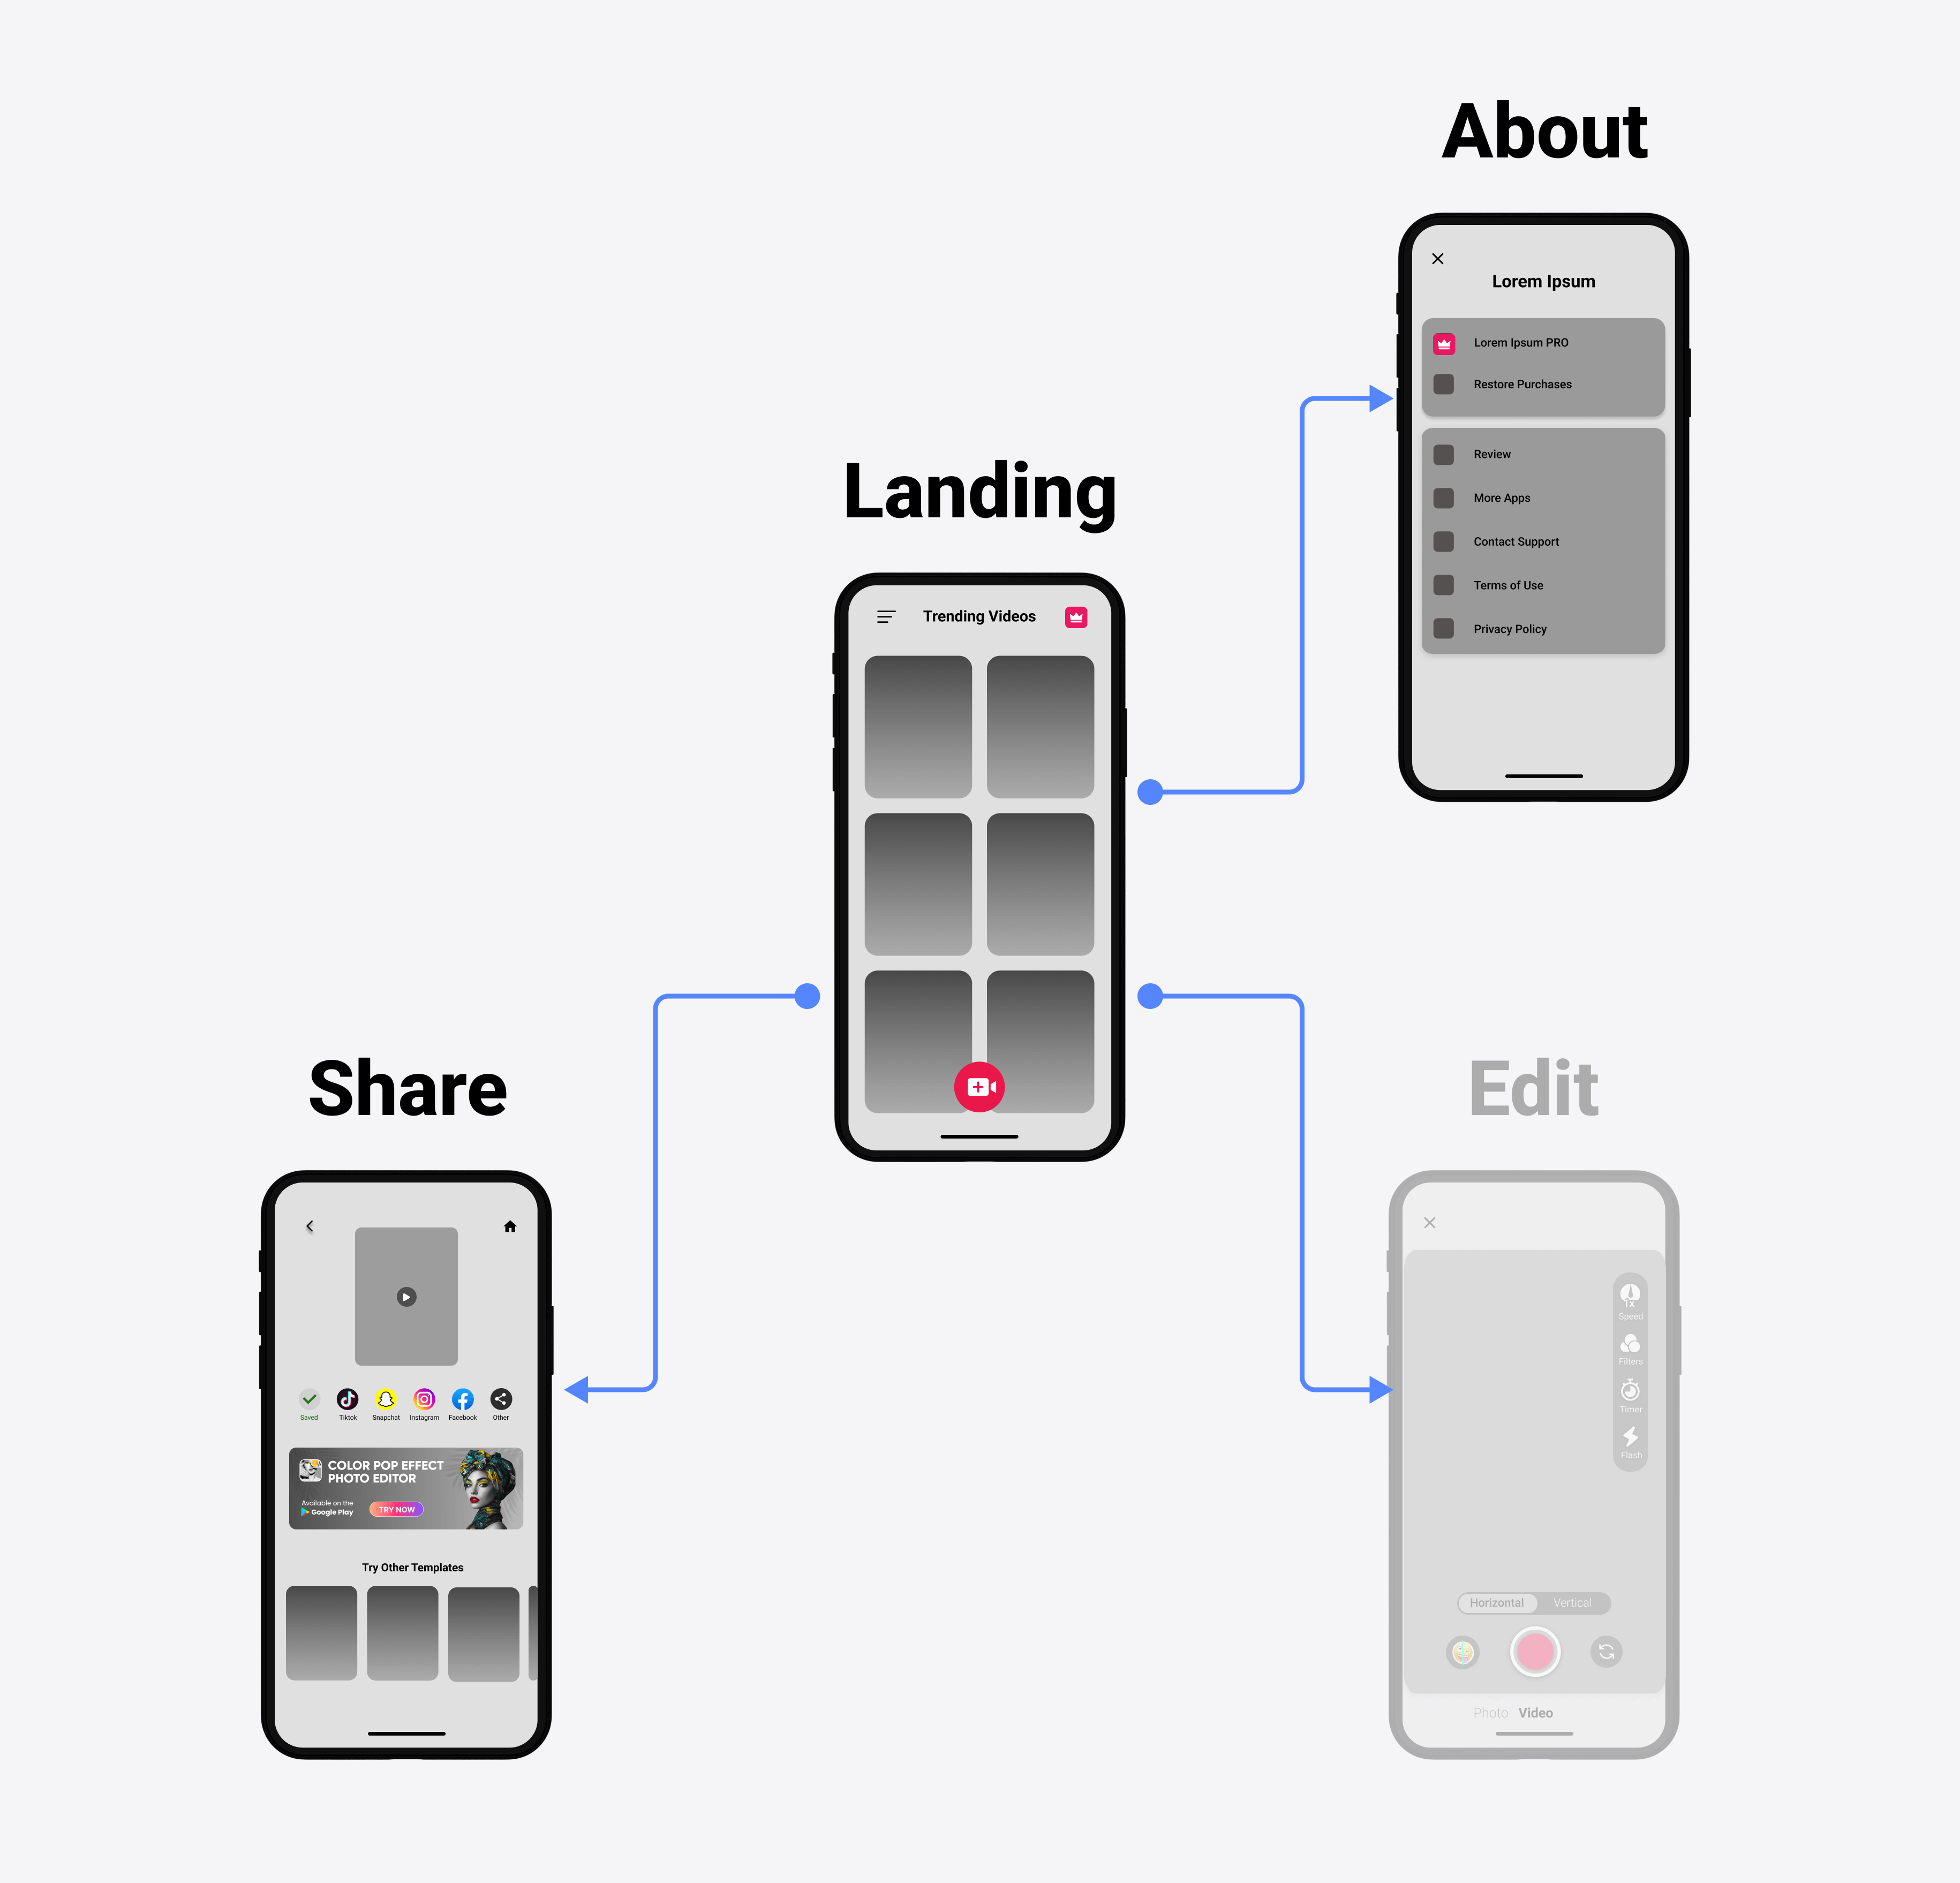 About
Lorem Ipsum
Lorem Ipsum PRO
Restore Purchases
Review
More Apps
Contact Support
Terms of Use
Privacy Policy
Landing
Trending Videos
Share
Saved Tiktok Snapchat Instagram Facebook Other
COLOR POP EFFECT
PHOTO EDITOR
Available on the
Google Play
TRY NOW
Try Other Templates
Edit
1x
Speed
Filters
Timer
Flash
Horizontal Vertical
Photo Video